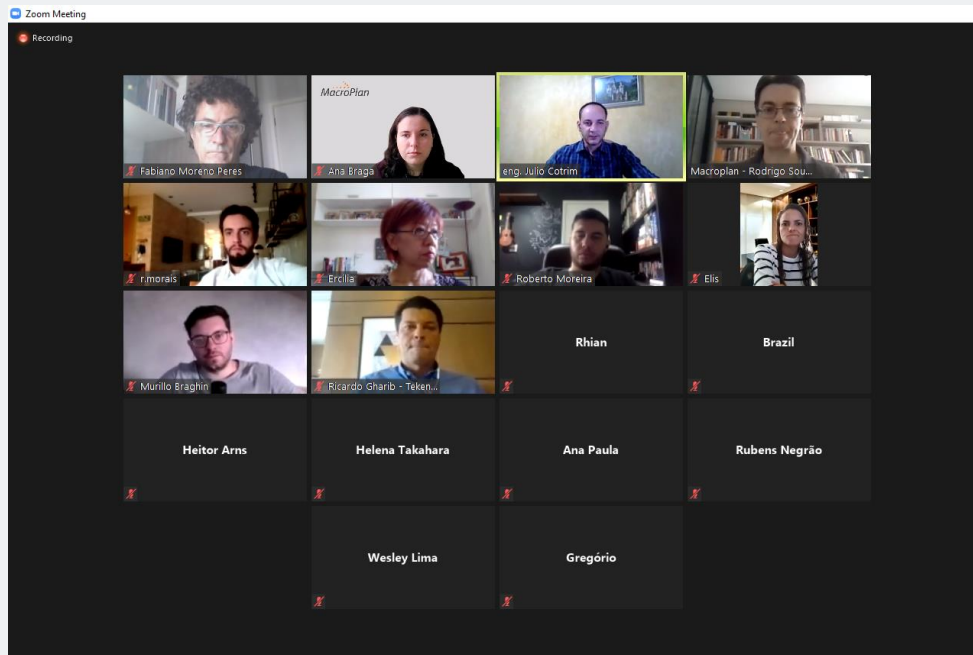 Zoom Meeting
Recording
MacroPlan
Fabiano Moreno Peres
Ana Braga
eng. Julio Cotrim
Macroplan - Rodrigo Sou...
r.morais
Ercilia
Roberto Moreira
Elis
Murillo Braghin
Ricardo Gharib - Teken...
Rhian
Brazil
Heitor Arns
Helena Takahara
Ana Paula
Rubens Negrão
Wesley Lima
Gregório